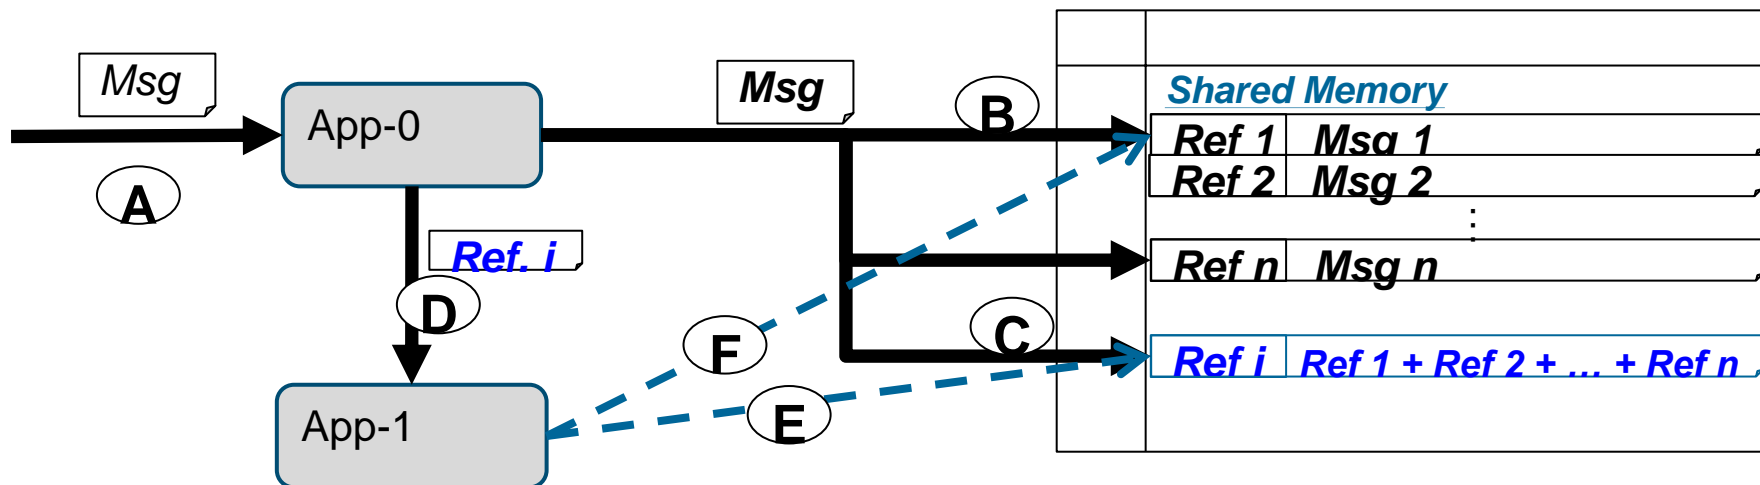 Msg
A
App-0
Msg
B
Shared Memory
Ref 1 Msg 1
Ref 2 Msg 2
⋮
Ref n Msg n
Ref. i
D
C
Ref i Ref 1 + Ref 2 + … + Ref n
F
E
App-1